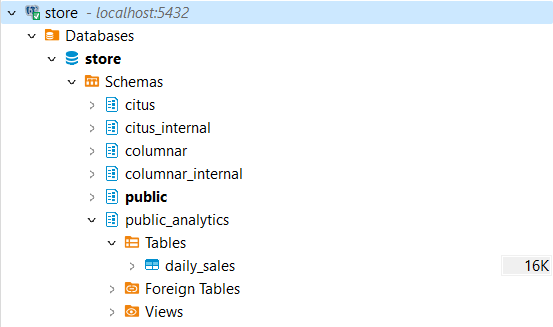 store - localhost:5432
Databases
store
Schemas
citus
citus_internal
columnar
columnar_internal
public
public_analytics
Tables
daily_sales 16K
Foreign Tables
Views